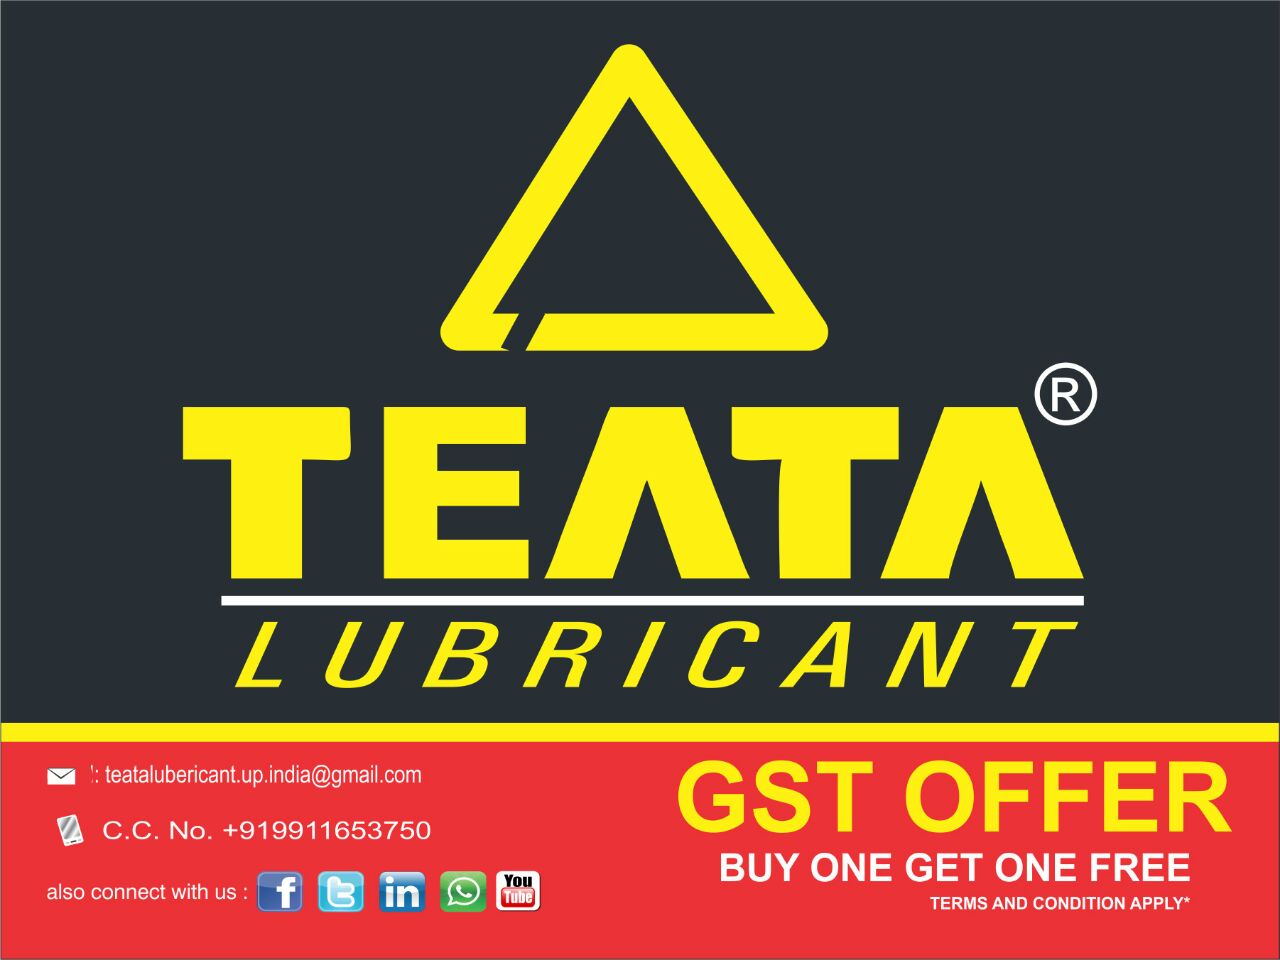 TEATA®
LUBRICANT
': teatalubericant.up.india@gmail.com
C.C. No. +919911653750
also connect with us :
You
Tube
GST OFFER
BUY ONE GET ONE FREE
TERMS AND CONDITION APPLY*